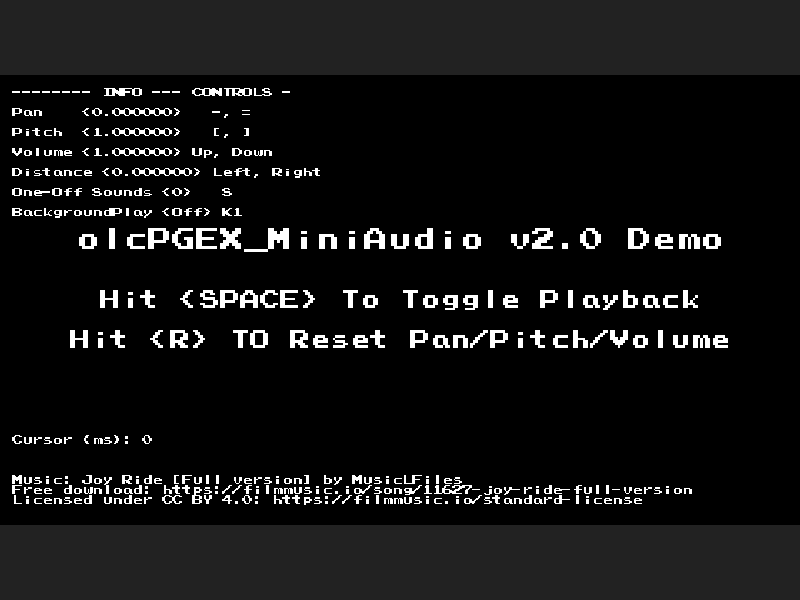 -------- INFO --- CONTROLS -
Pan    <0.000000>   -, =
Pitch  <1.000000>   [, ]
Volume <1.000000> Up, Down
Distance <0.000000> Left, Right
One-Off Sounds <0>   S
BackgroundPlay <Off> K1
olcPGEX_MiniAudio v2.0 Demo
Hit <SPACE> To Toggle Playback
Hit <R> TO Reset Pan/Pitch/Volume
Cursor (ms): 0
Music: Joy Ride [Full version] by MusicLFiles
Free download: https://filmmusic.io/song/11627-joy-ride-full-version
Licensed under CC BY 4.0: https://filmmusic.io/standard-license